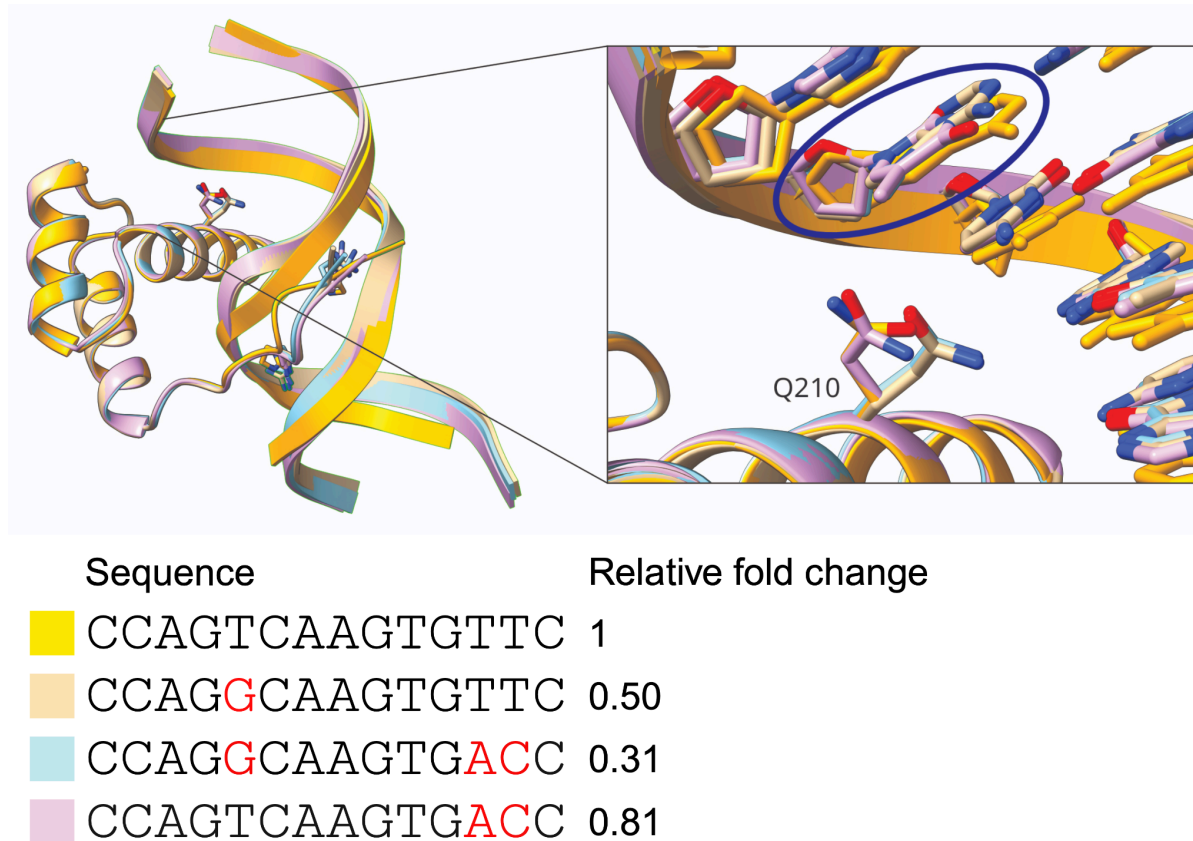 Q210
Sequence Relative fold change
CCAGTCAAGTGTTC 1
CCAGGCAAGTGTTC 0.50
CCAGGCAAGTGACC 0.31
CCAGTCAAGTGACC 0.81